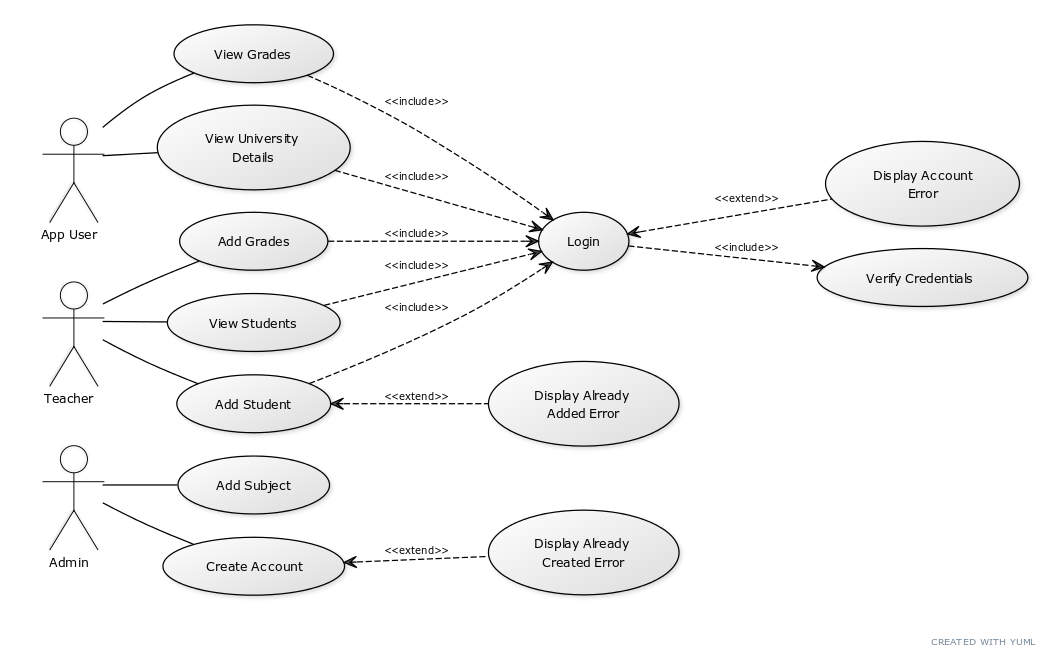 View Grades
<<include>>
View University
Details
<<include>>
App User
Add Grades
<<include>>
Login
<<extend>>
Display Account
Error
<<include>>
Verify Credentials
<<include>>
View Students
<<include>>
Teacher
Add Student
<<extend>>
Display Already
Added Error
Add Subject
Admin
Create Account
<<extend>>
Display Already
Created Error
CREATED WITH YUML